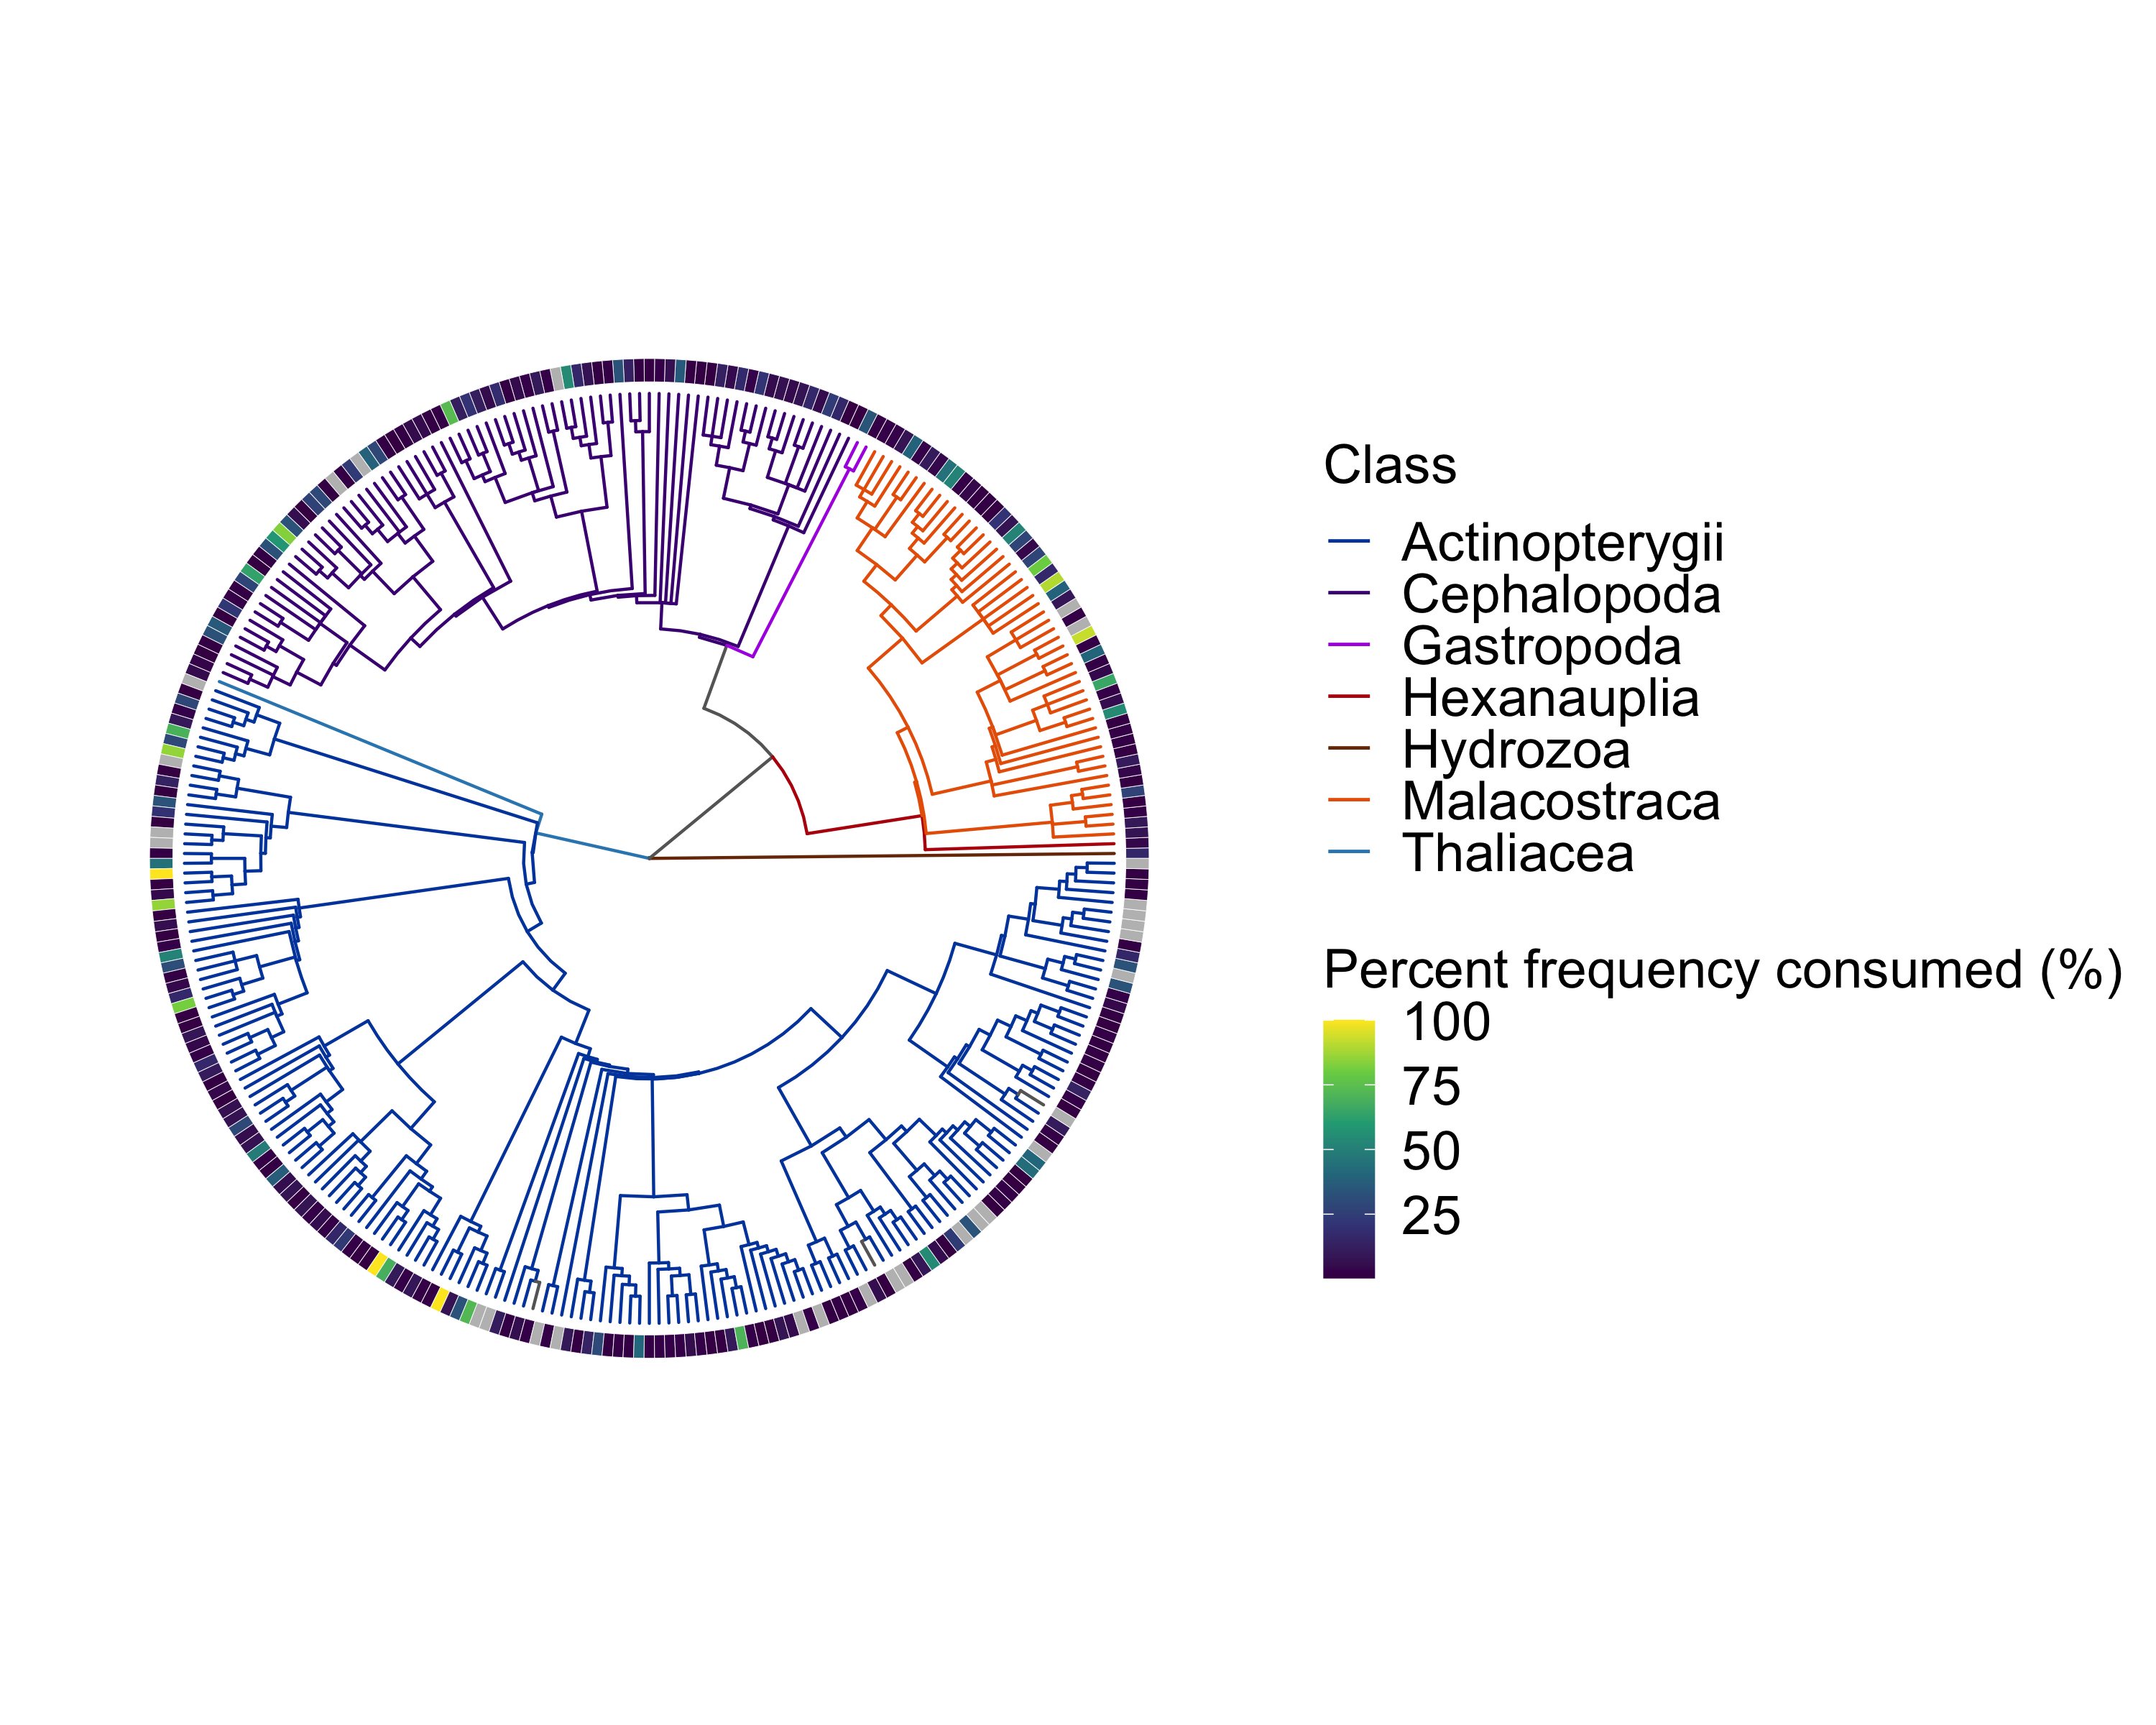 Class
Actinopterygii
Cephalopoda
Gastropoda
Hexanauplia
Hydrozoa
Malacostraca
Thaliacea
Percent frequency consumed (%)
100
75
50
25